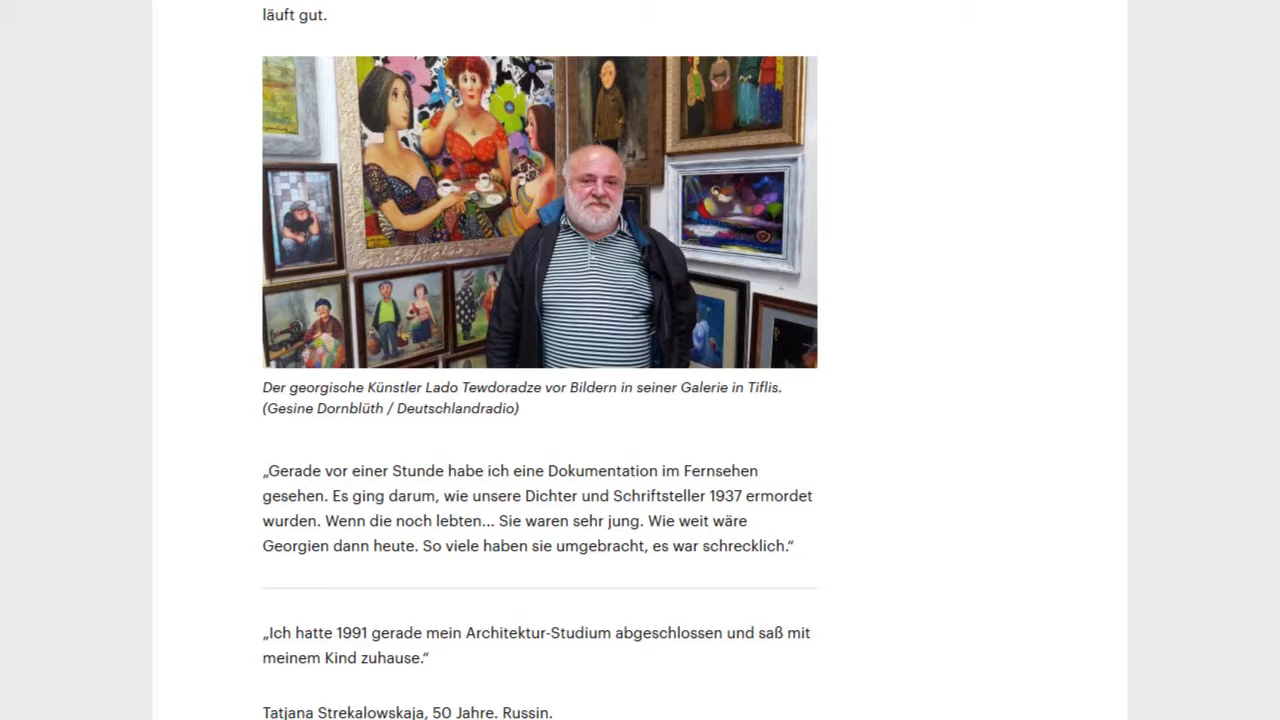 läuft gut.
Der georgische Künstler Lado Tewdoradze vor Bildern in seiner Galerie in Tiflis.
(Gesine Dornblüth / Deutschlandradio)
„Gerade vor einer Stunde habe ich eine Dokumentation im Fernsehen
gesehen. Es ging darum, wie unsere Dichter und Schriftsteller 1937 ermordet
wurden. Wenn die noch lebten... Sie waren sehr jung. Wie weit wäre
Georgien dann heute. So viele haben sie umgebracht, es war schrecklich.“
„Ich hatte 1991 gerade mein Architektur-Studium abgeschlossen und saß mit
meinem Kind zuhause.“
Tatjana Strekalowskaja, 50 Jahre. Russin.